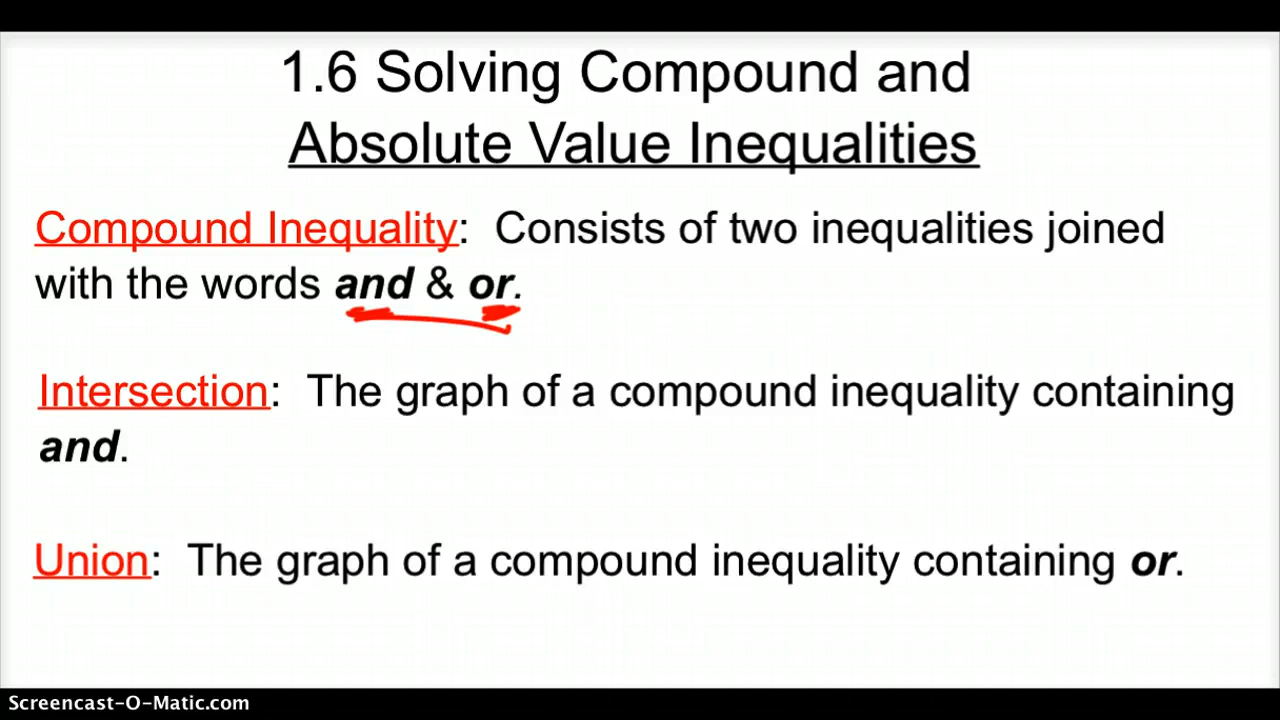 1.6 Solving Compound and
Absolute Value Inequalities
Compound Inequality:  Consists of two inequalities joined
with the words and & or.
Intersection:  The graph of a compound inequality containing
and.
Union:  The graph of a compound inequality containing or.
Screencast-O-Matic.com